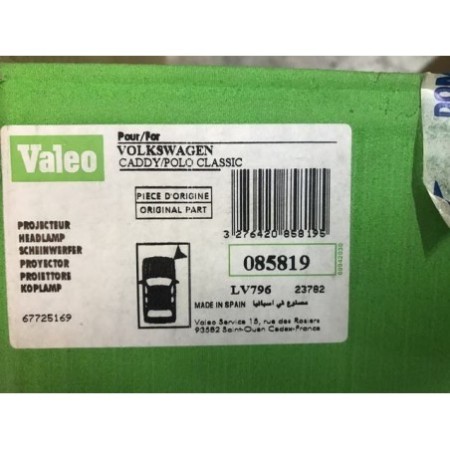 Valeo
Pour/For
VOLKSWAGEN
CADDY/POLO CLASSIC
PIECE D'ORIGINE
ORIGINAL PART
3 276420 858195
PROJECTEUR
HEADLAMP
SCHEINWERFER
PROYECTOR
PROIETTORE
KOPLAMP
085819
LV796 23782
MADE IN SPAIN مصنوع في اسبانيا
67725169
Valeo Service 15, rue des Rosiers
93582 Saint-Ouen Cedex-France